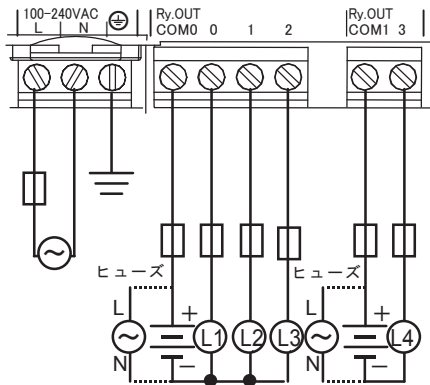 100-240VAC
L N
Ry.OUT
COM0 0 1 2
Ry.OUT
COM1 3
ヒューズ ヒューズ
L + L +
L1 L2 L3 L4
N − N −